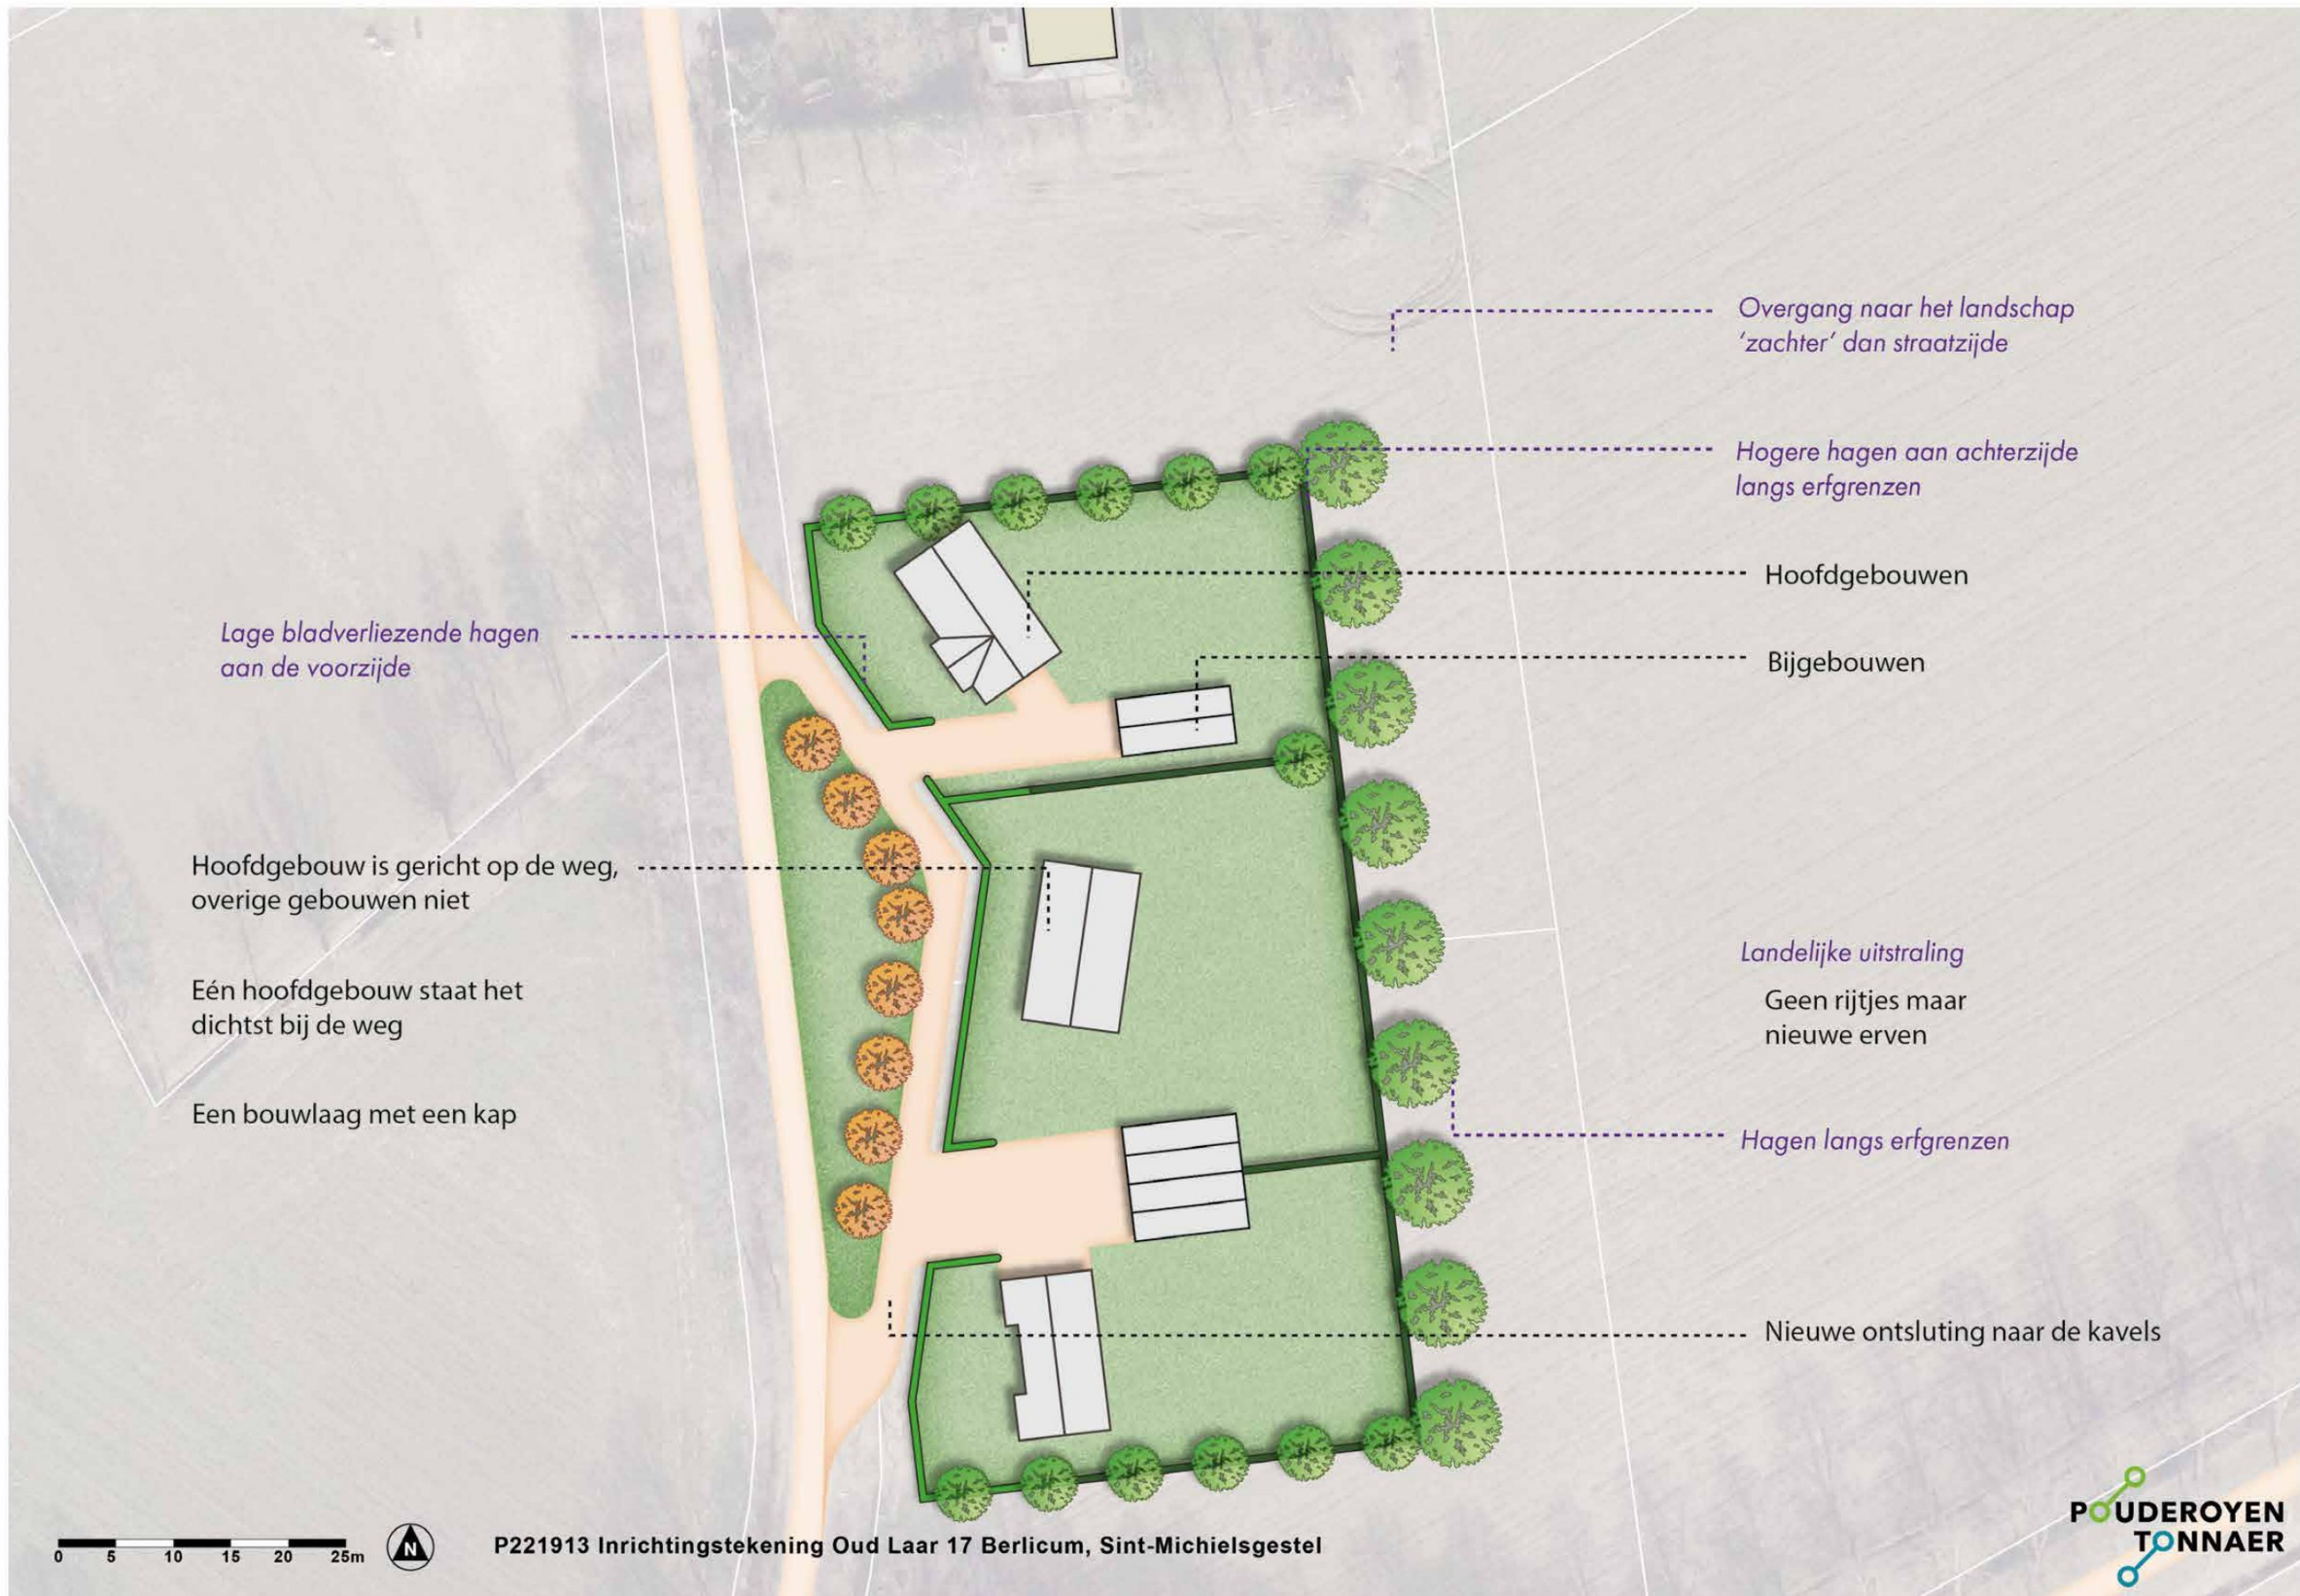 Overgang naar het landschap
‘zachter’ dan straatzijde
Hogere hagen aan achterzijde
langs erfgrenzen
Hoofdgebouwen
Bijgebouwen
Lage bladverliezende hagen
aan de voorzijde
Hoofdgebouw is gericht op de weg,
overige gebouwen niet
Eén hoofdgebouw staat het
dichtst bij de weg
Een bouwlaag met een kap
Landelijke uitstraling
Geen rijtjes maar
nieuwe erven
Hagen langs erfgrenzen
Nieuwe ontsluting naar de kavels
0 5 10 15 20 25m
N
P221913 Inrichtingstekening Oud Laar 17 Berlicum, Sint-Michielsgestel
POUDEROYEN
TONNAER